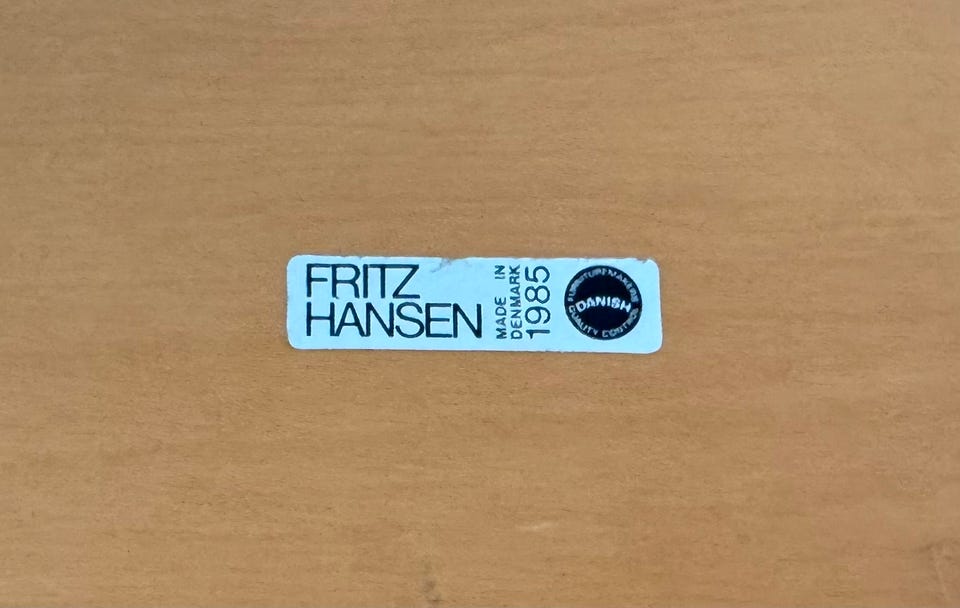 FRITZ
HANSEN
MADE IN
DENMARK
1985
FURNITUREMAKERS
DANISH
QUALITY CONTROL